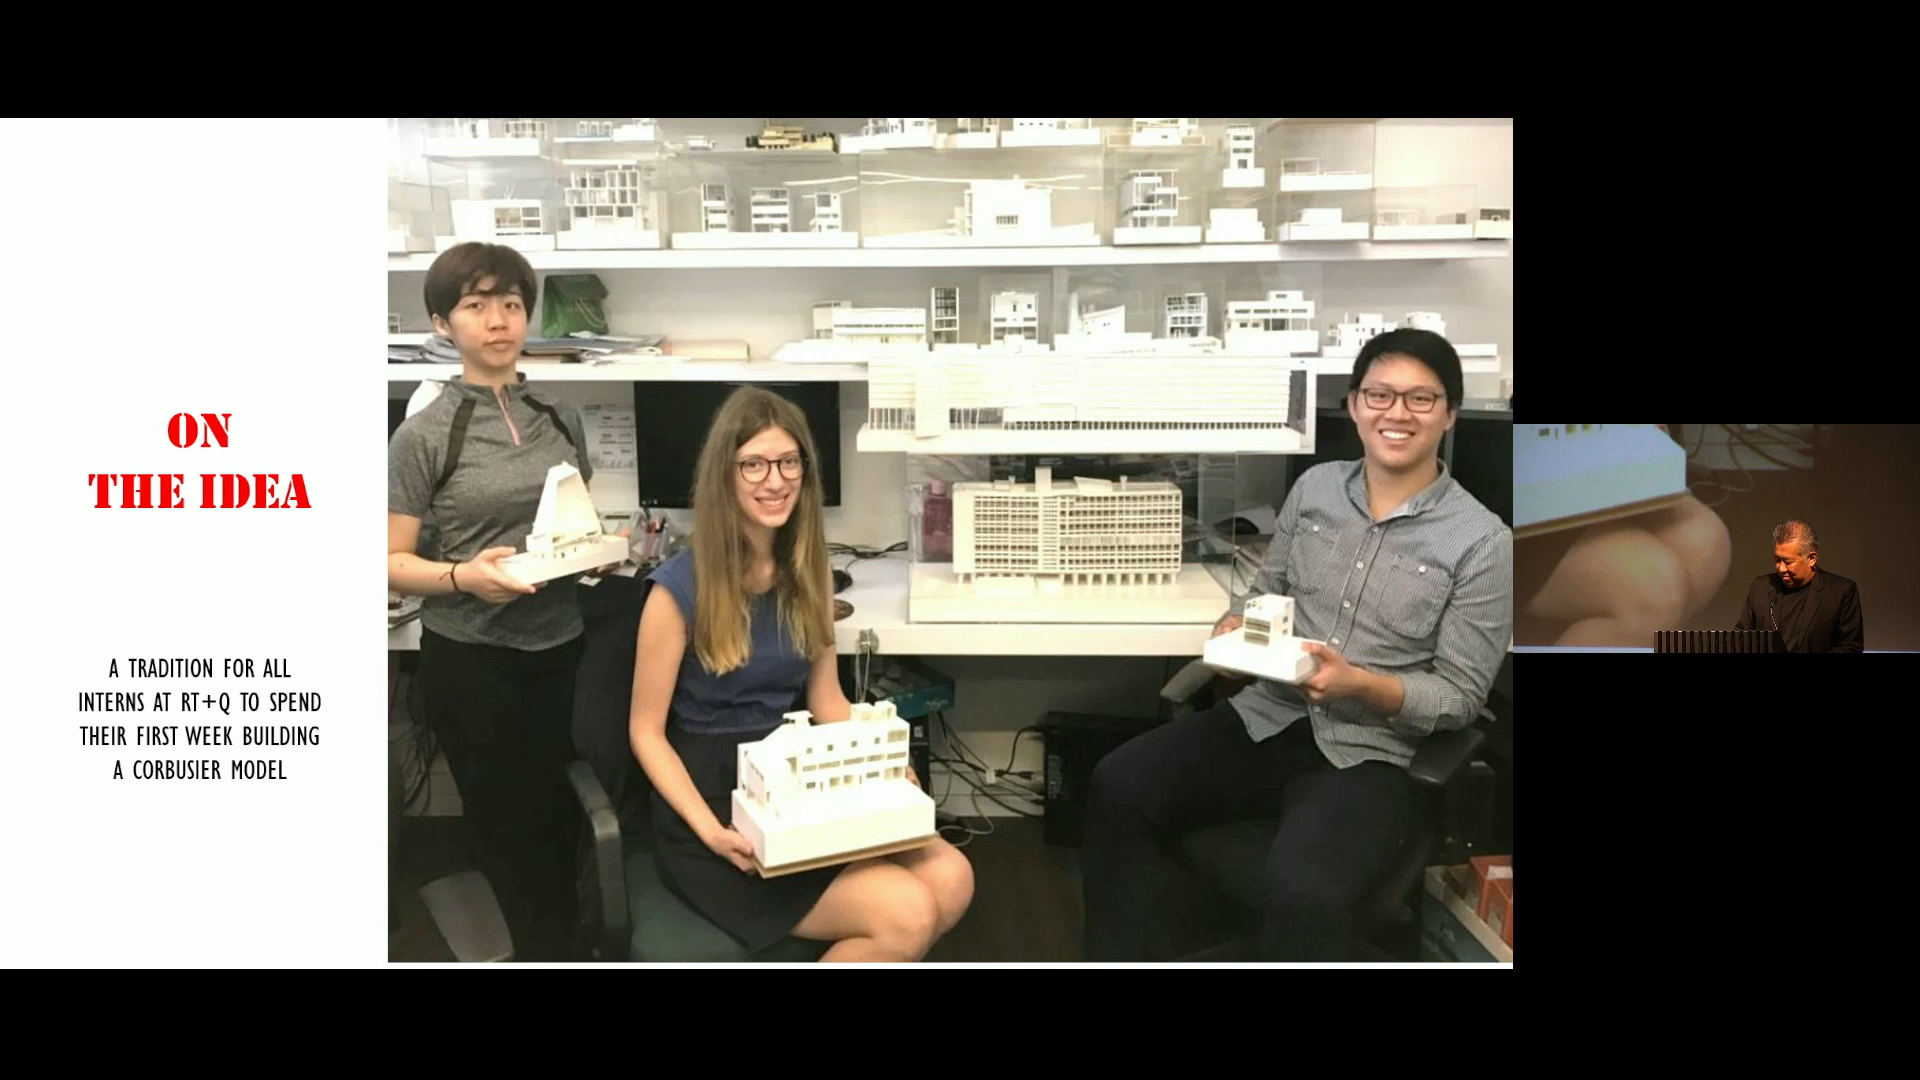 ON
THE IDEA
A TRADITION FOR ALL
INTERNS AT RT+Q TO SPEND
THEIR FIRST WEEK BUILDING
A CORBUSIER MODEL